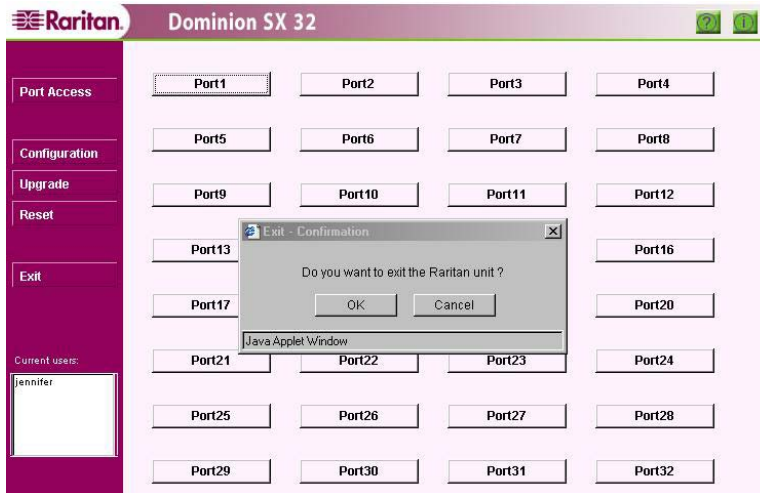 Raritan.
Dominion SX 32
?
i
Port Access
Configuration
Upgrade
Reset
Exit
Current users:
jennifer
Port1 Port2 Port3 Port4
Port5 Port6 Port7 Port8
Port9 Port10 Port11 Port12
Port13 Port16
Port17 Port20
Port21 Port22 Port23 Port24
Port25 Port26 Port27 Port28
Port29 Port30 Port31 Port32
Exit - Confirmation
Do you want to exit the Raritan unit ?
OK Cancel
Java Applet Window